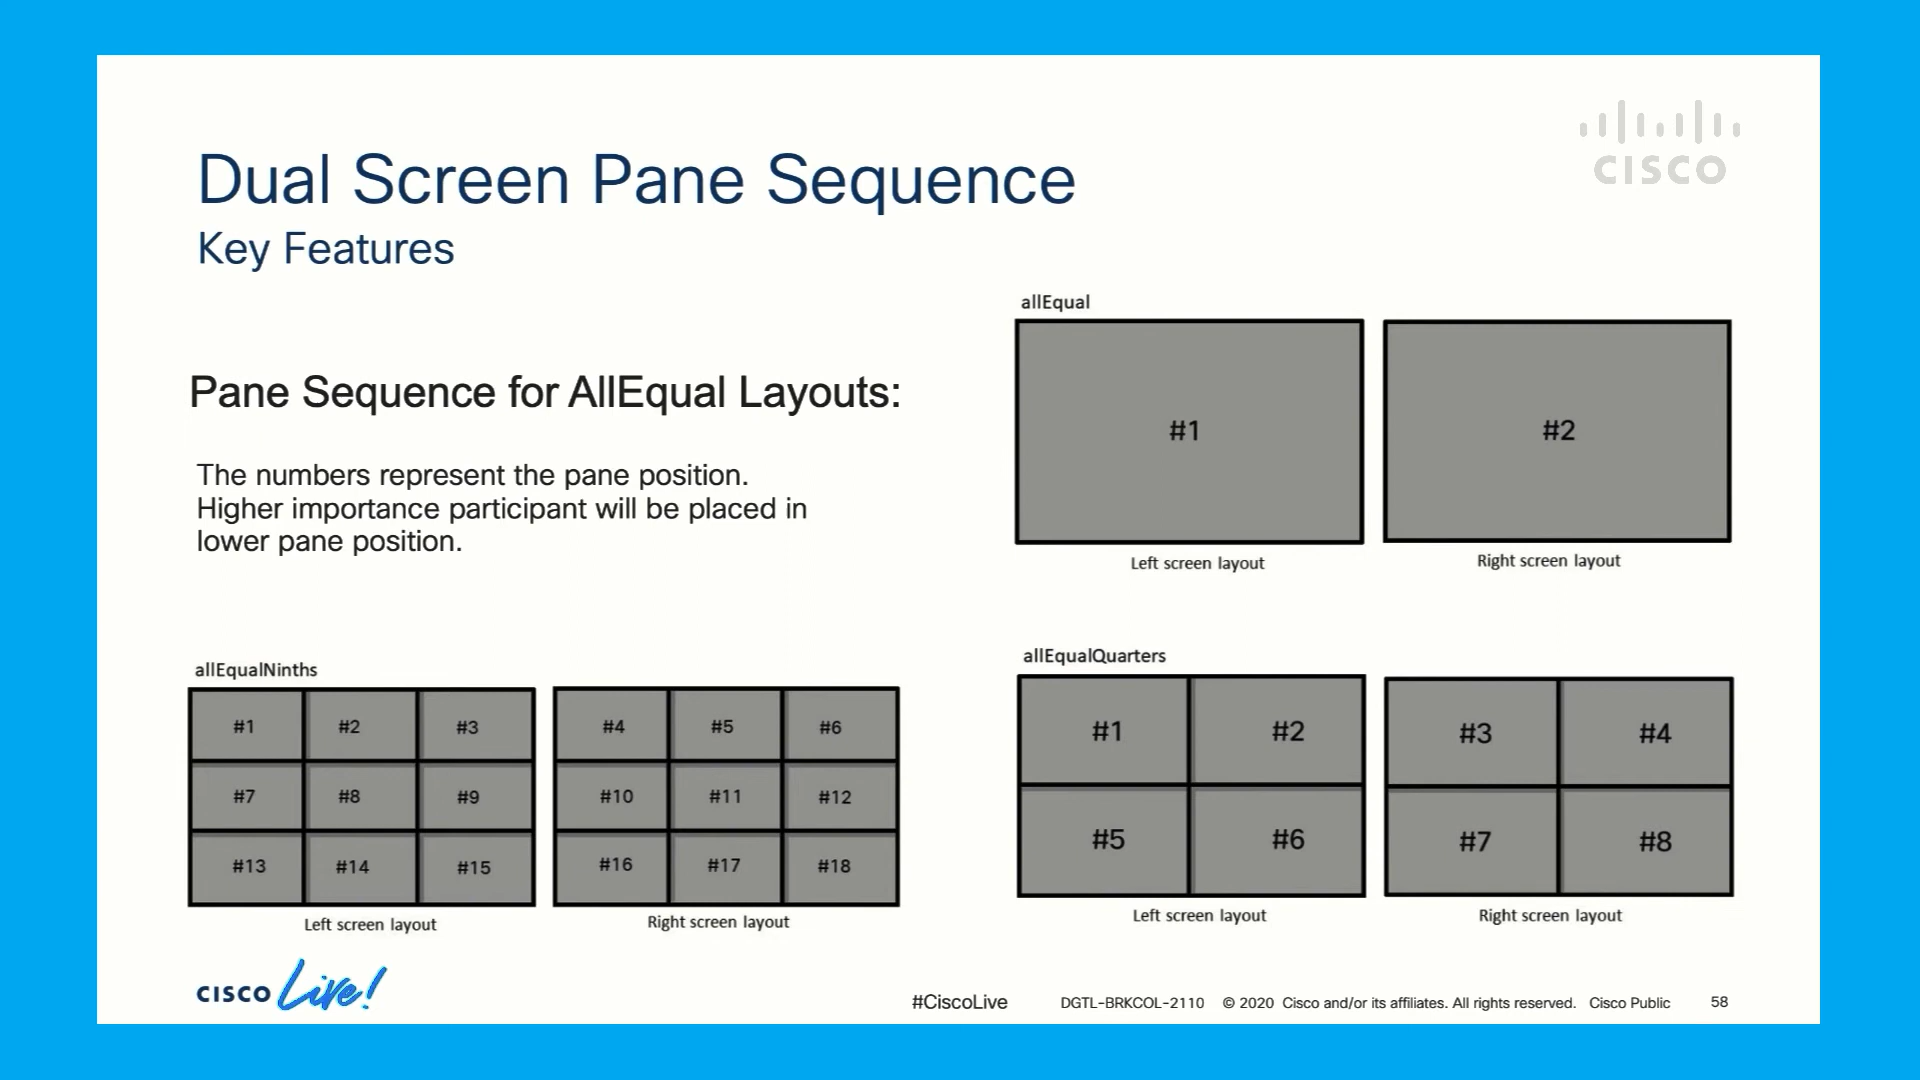 CISCO
Dual Screen Pane Sequence
Key Features
Pane Sequence for AllEqual Layouts:
The numbers represent the pane position.
Higher importance participant will be placed in
lower pane position.
allEqual
#1 #2
Left screen layout Right screen layout
allEqualNinths
#1 #2 #3 #4 #5 #6
#7 #8 #9 #10 #11 #12
#13 #14 #15 #16 #17 #18
Left screen layout Right screen layout
allEqualQuarters
#1 #2 #3 #4
#5 #6 #7 #8
Left screen layout Right screen layout
CISCO Live!
#CiscoLive DGTL-BRKCOL-2110 © 2020 Cisco and/or its affiliates. All rights reserved. Cisco Public 58